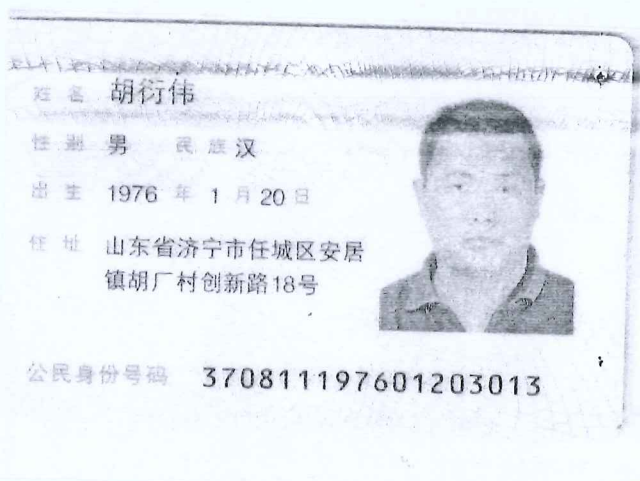 姓名 胡衍伟
性别 男 民族 汉
出生 1976 年 1 月 20 日
住址 山东省济宁市任城区安居
镇胡厂村创新路18号
公民身份号码 370811197601203013